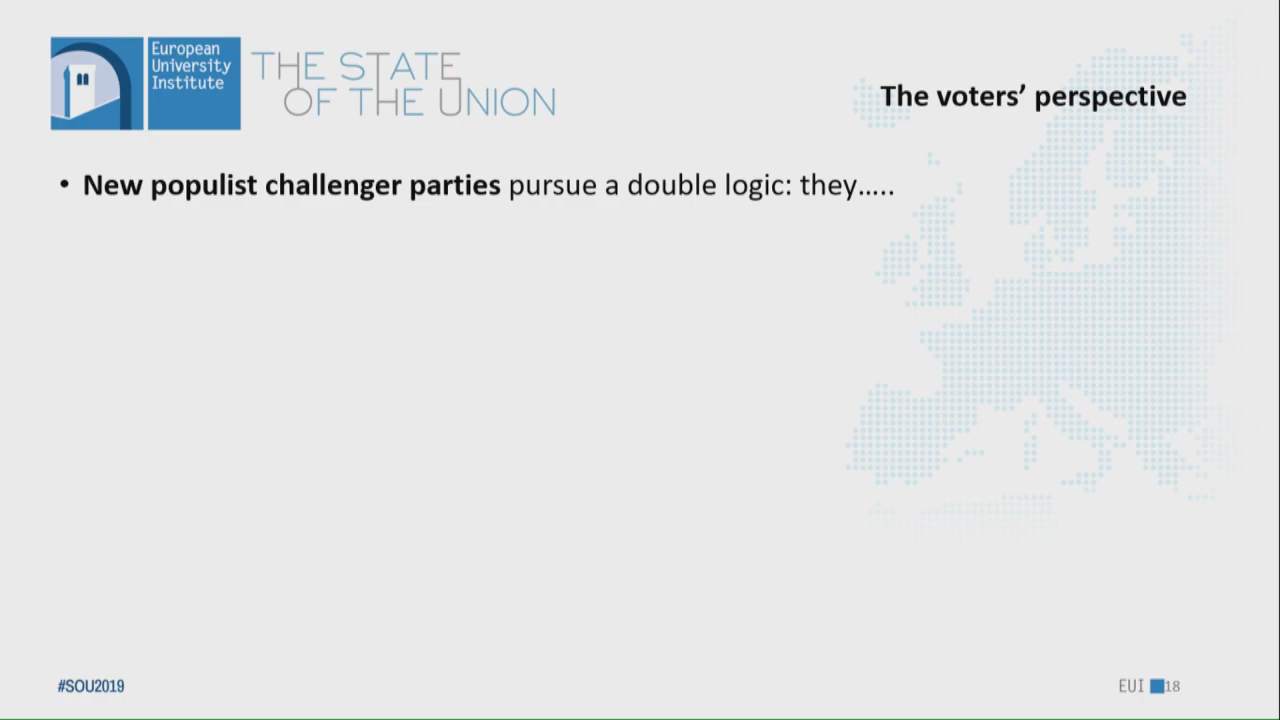 European
University
Institute
THE STATE
OF THE UNION
The voters’ perspective
• New populist challenger parties pursue a double logic: they…..
#SOU2019
EUI 18